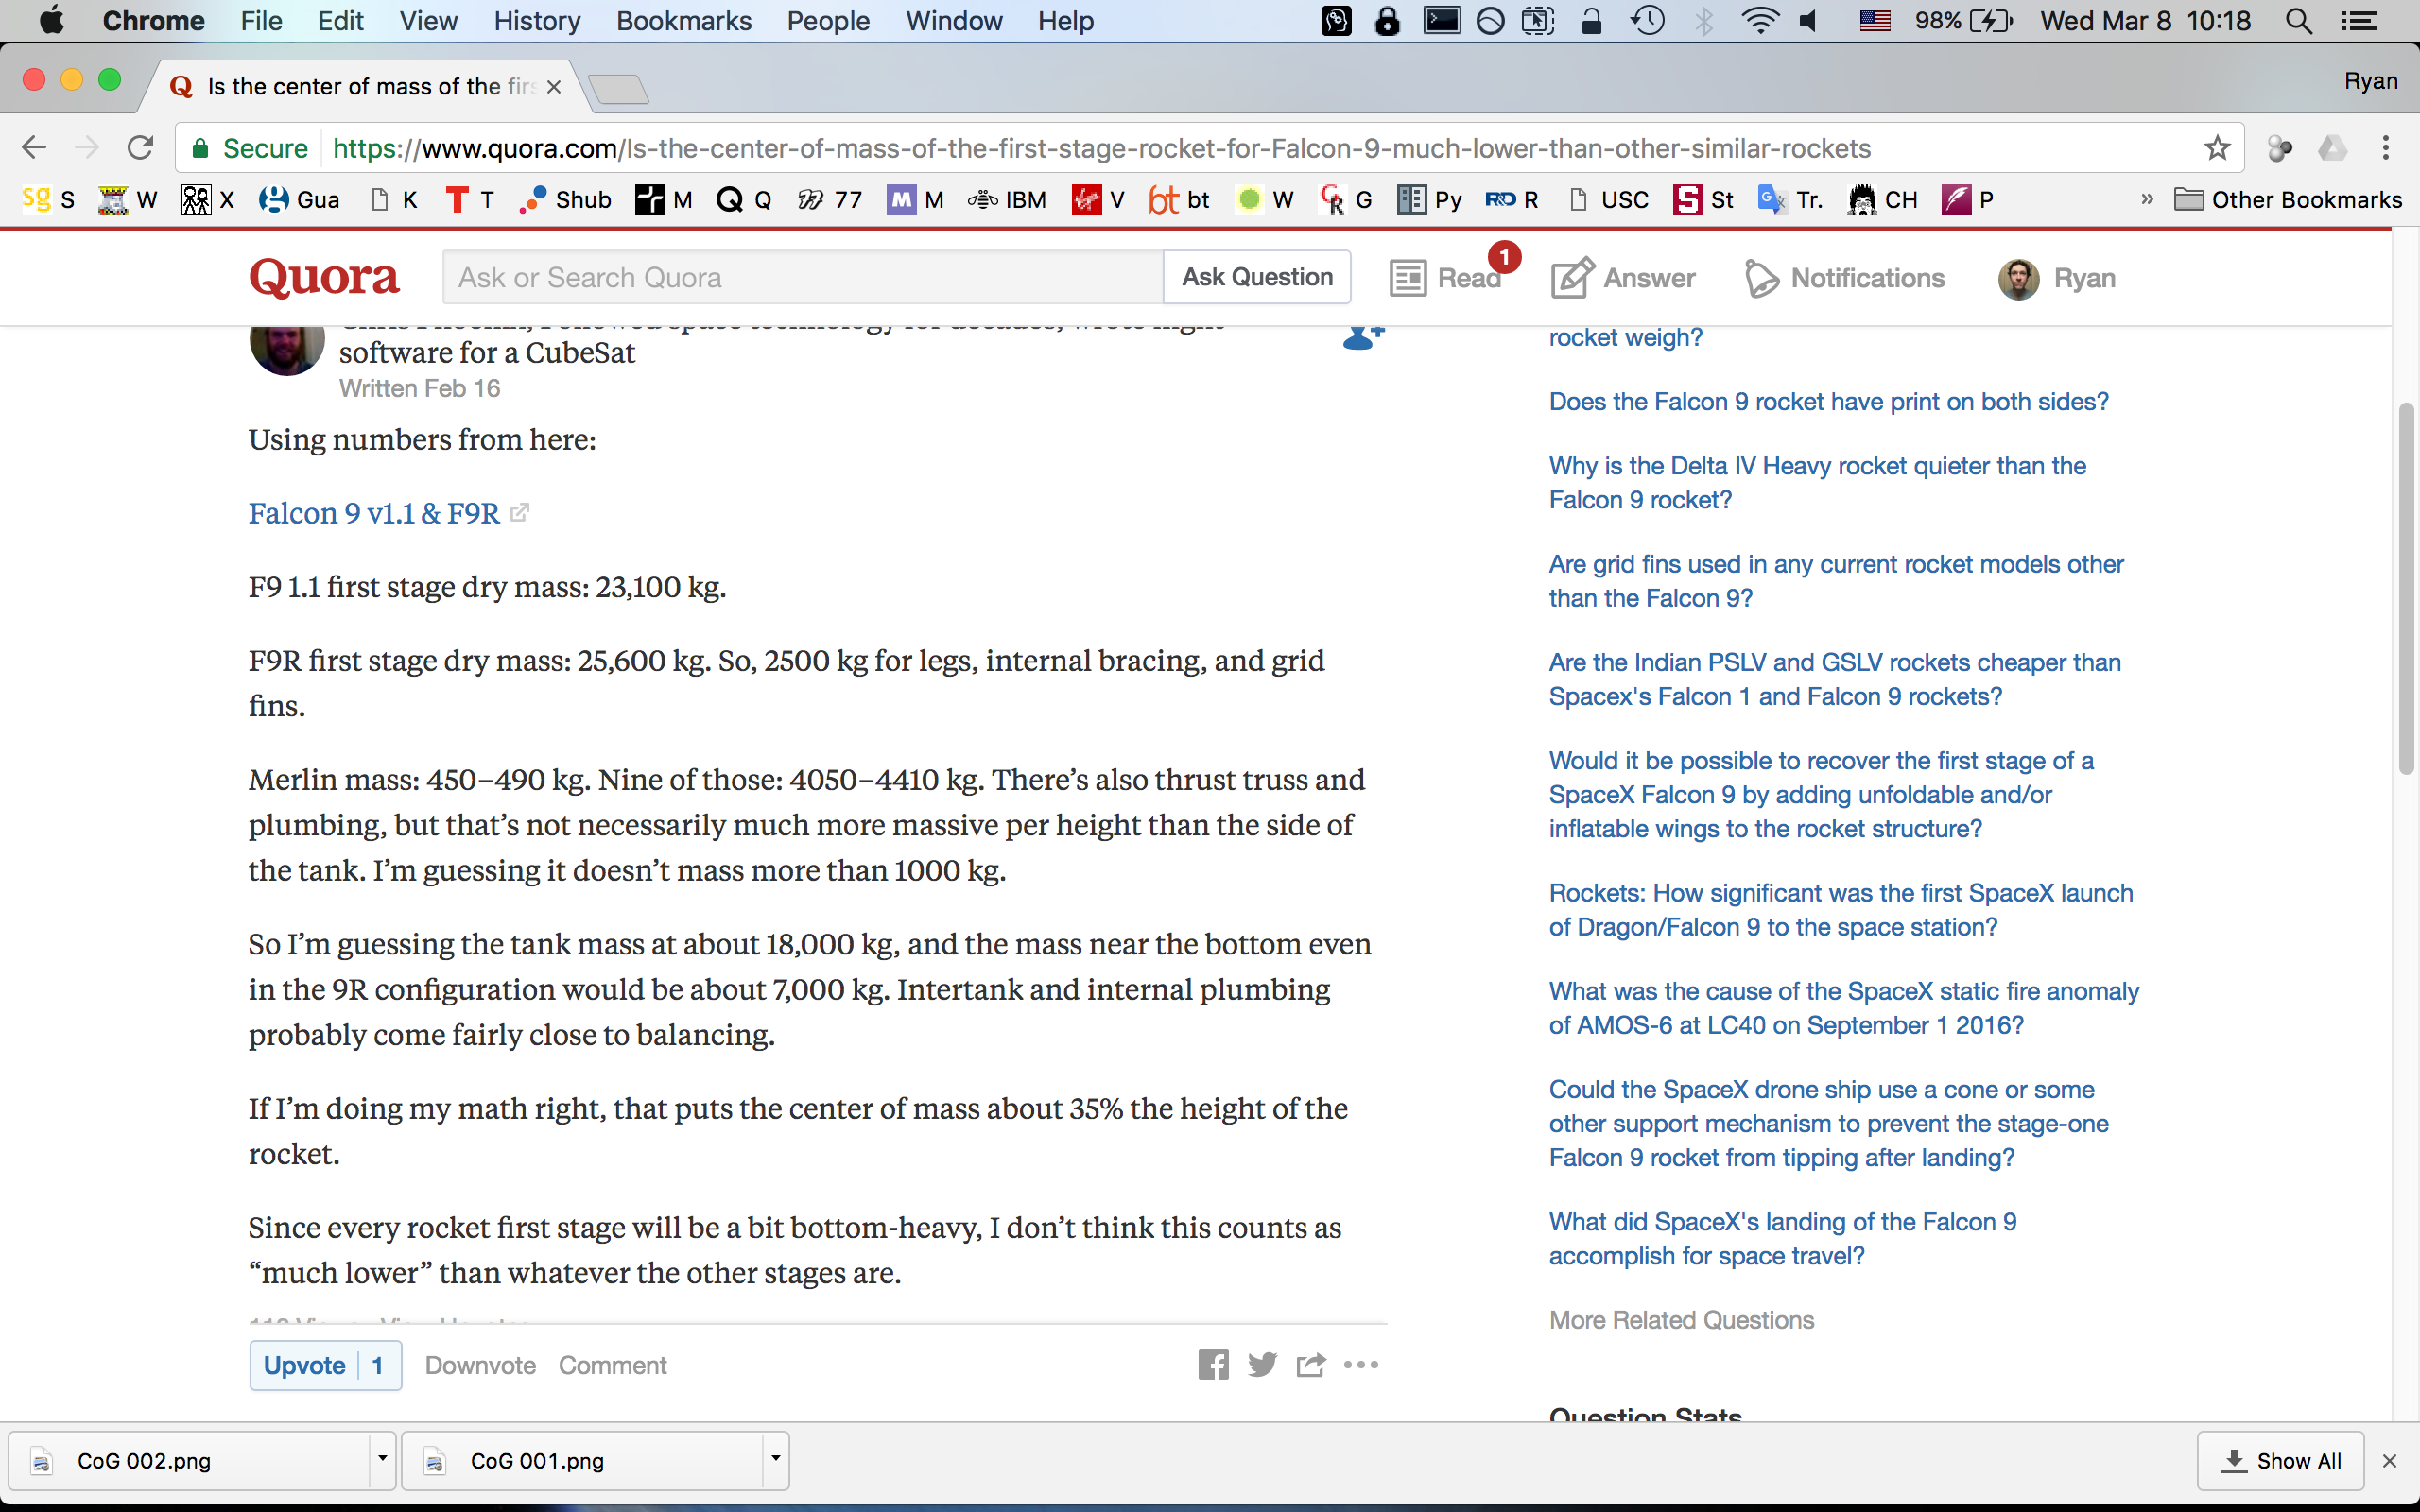 Chrome File Edit View History Bookmarks People Window Help 98% Wed Mar 8 10:18
Is the center of mass of the firs
Ryan
Secure https://www.quora.com/Is-the-center-of-mass-of-the-first-stage-rocket-for-Falcon-9-much-lower-than-other-similar-rockets
sg S W X Gua K T T Shub M Q Q 77 M M IBM V bt bt W G Py R&D R USC S St Tr. CH P » Other Bookmarks
Quora Ask or Search Quora Ask Question Read 1 Answer Notifications Ryan
software for a CubeSat
Written Feb 16
Using numbers from here:
Falcon 9 v1.1 & F9R
F9 1.1 first stage dry mass: 23,100 kg.
F9R first stage dry mass: 25,600 kg. So, 2500 kg for legs, internal bracing, and grid
fins.
Merlin mass: 450–490 kg. Nine of those: 4050–4410 kg. There’s also thrust truss and
plumbing, but that’s not necessarily much more massive per height than the side of
the tank. I’m guessing it doesn’t mass more than 1000 kg.
So I’m guessing the tank mass at about 18,000 kg, and the mass near the bottom even
in the 9R configuration would be about 7,000 kg. Intertank and internal plumbing
probably come fairly close to balancing.
If I’m doing my math right, that puts the center of mass about 35% the height of the
rocket.
Since every rocket first stage will be a bit bottom-heavy, I don’t think this counts as
“much lower” than whatever the other stages are.
Upvote 1 Downvote Comment
rocket weigh?
Does the Falcon 9 rocket have print on both sides?
Why is the Delta IV Heavy rocket quieter than the
Falcon 9 rocket?
Are grid fins used in any current rocket models other
than the Falcon 9?
Are the Indian PSLV and GSLV rockets cheaper than
Spacex's Falcon 1 and Falcon 9 rockets?
Would it be possible to recover the first stage of a
SpaceX Falcon 9 by adding unfoldable and/or
inflatable wings to the rocket structure?
Rockets: How significant was the first SpaceX launch
of Dragon/Falcon 9 to the space station?
What was the cause of the SpaceX static fire anomaly
of AMOS-6 at LC40 on September 1 2016?
Could the SpaceX drone ship use a cone or some
other support mechanism to prevent the stage-one
Falcon 9 rocket from tipping after landing?
What did SpaceX's landing of the Falcon 9
accomplish for space travel?
More Related Questions
Question Stats
CoG 002.png CoG 001.png Show All